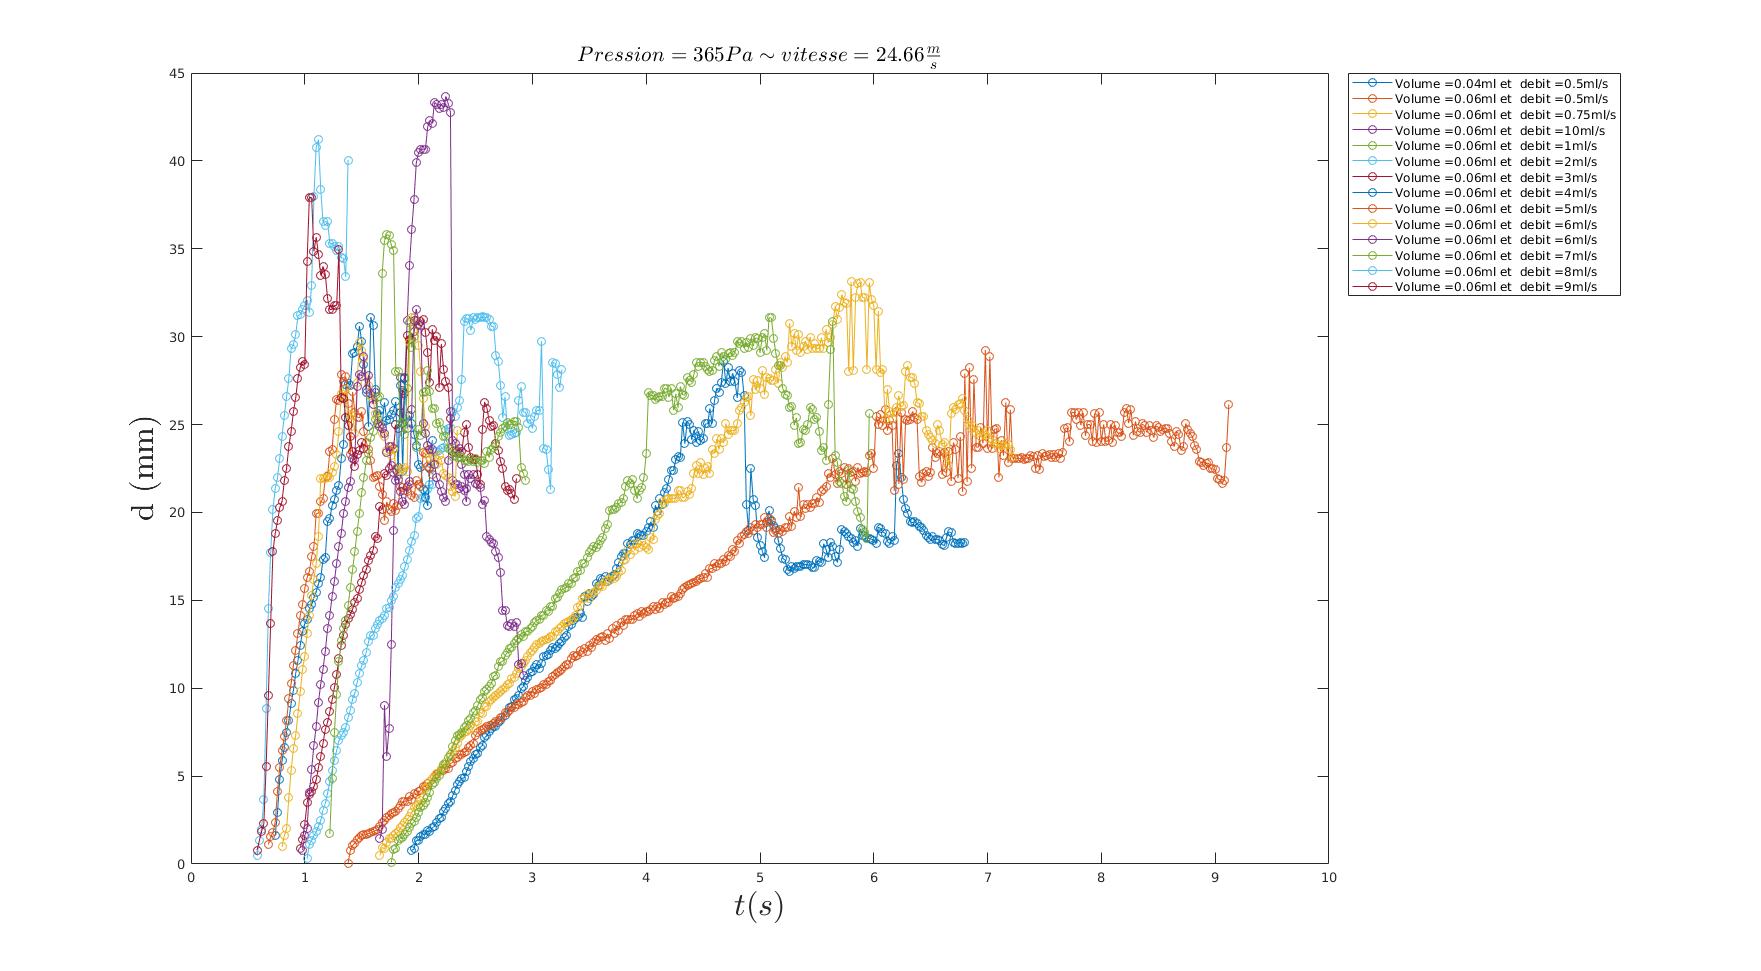 Pression = 365Pa ∼ vitesse = 24.66 m/s
45
40
35
30
25
20
15
10
5
0
d (mm)
0 1 2 3 4 5 6 7 8 9 10
t(s)
Volume =0.04ml et debit =0.5ml/s
Volume =0.06ml et debit =0.5ml/s
Volume =0.06ml et debit =0.75ml/s
Volume =0.06ml et debit =10ml/s
Volume =0.06ml et debit =1ml/s
Volume =0.06ml et debit =2ml/s
Volume =0.06ml et debit =3ml/s
Volume =0.06ml et debit =4ml/s
Volume =0.06ml et debit =5ml/s
Volume =0.06ml et debit =6ml/s
Volume =0.06ml et debit =6ml/s
Volume =0.06ml et debit =7ml/s
Volume =0.06ml et debit =8ml/s
Volume =0.06ml et debit =9ml/s